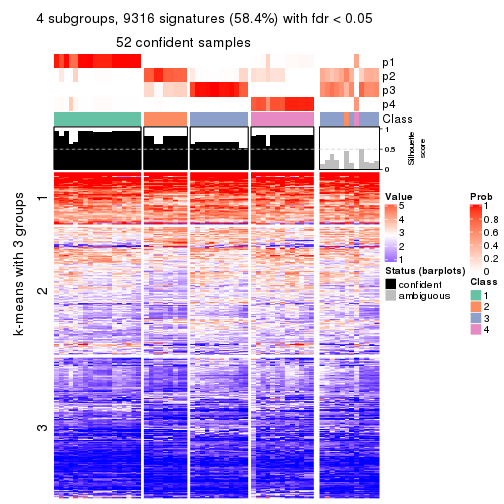 4 subgroups, 9316 signatures (58.4%) with fdr < 0.05
52 confident samples
p1
p2
p3
p4
Class
1
0.5
0
Silhouette
score
k-means with 3 groups
1
2
3
Value
5
4
3
2
1
Status (barplots)
confident
ambiguous
Prob
1
0.8
0.6
0.4
0.2
0
Class
1
2
3
4